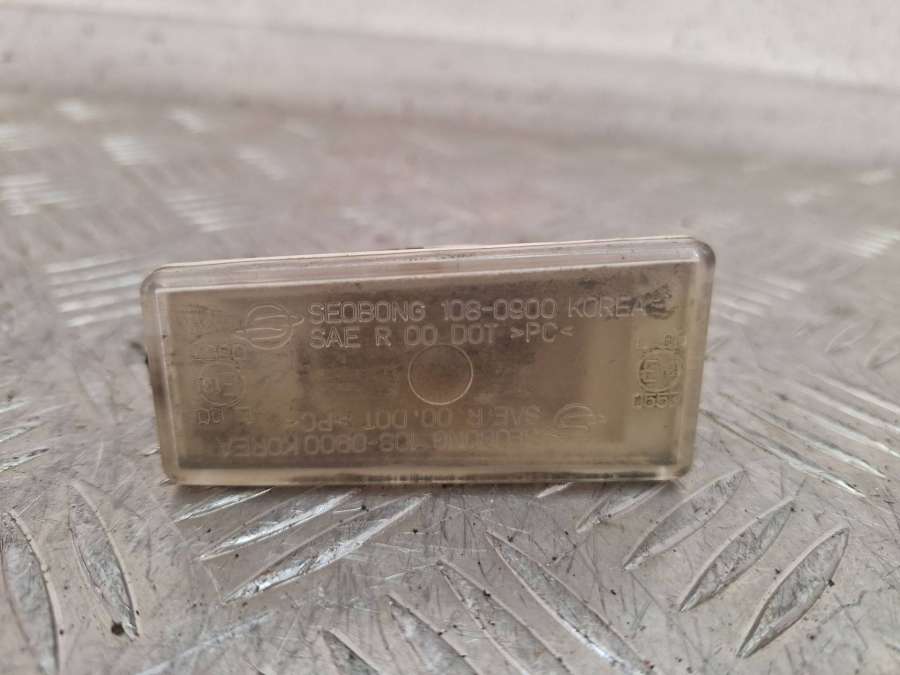 SEOBONG 108-0900 KOREA
SAE R 00 DOT >PC<
SAE R 00. DOT >PC<
SEOBONG 108-0900 KOREA